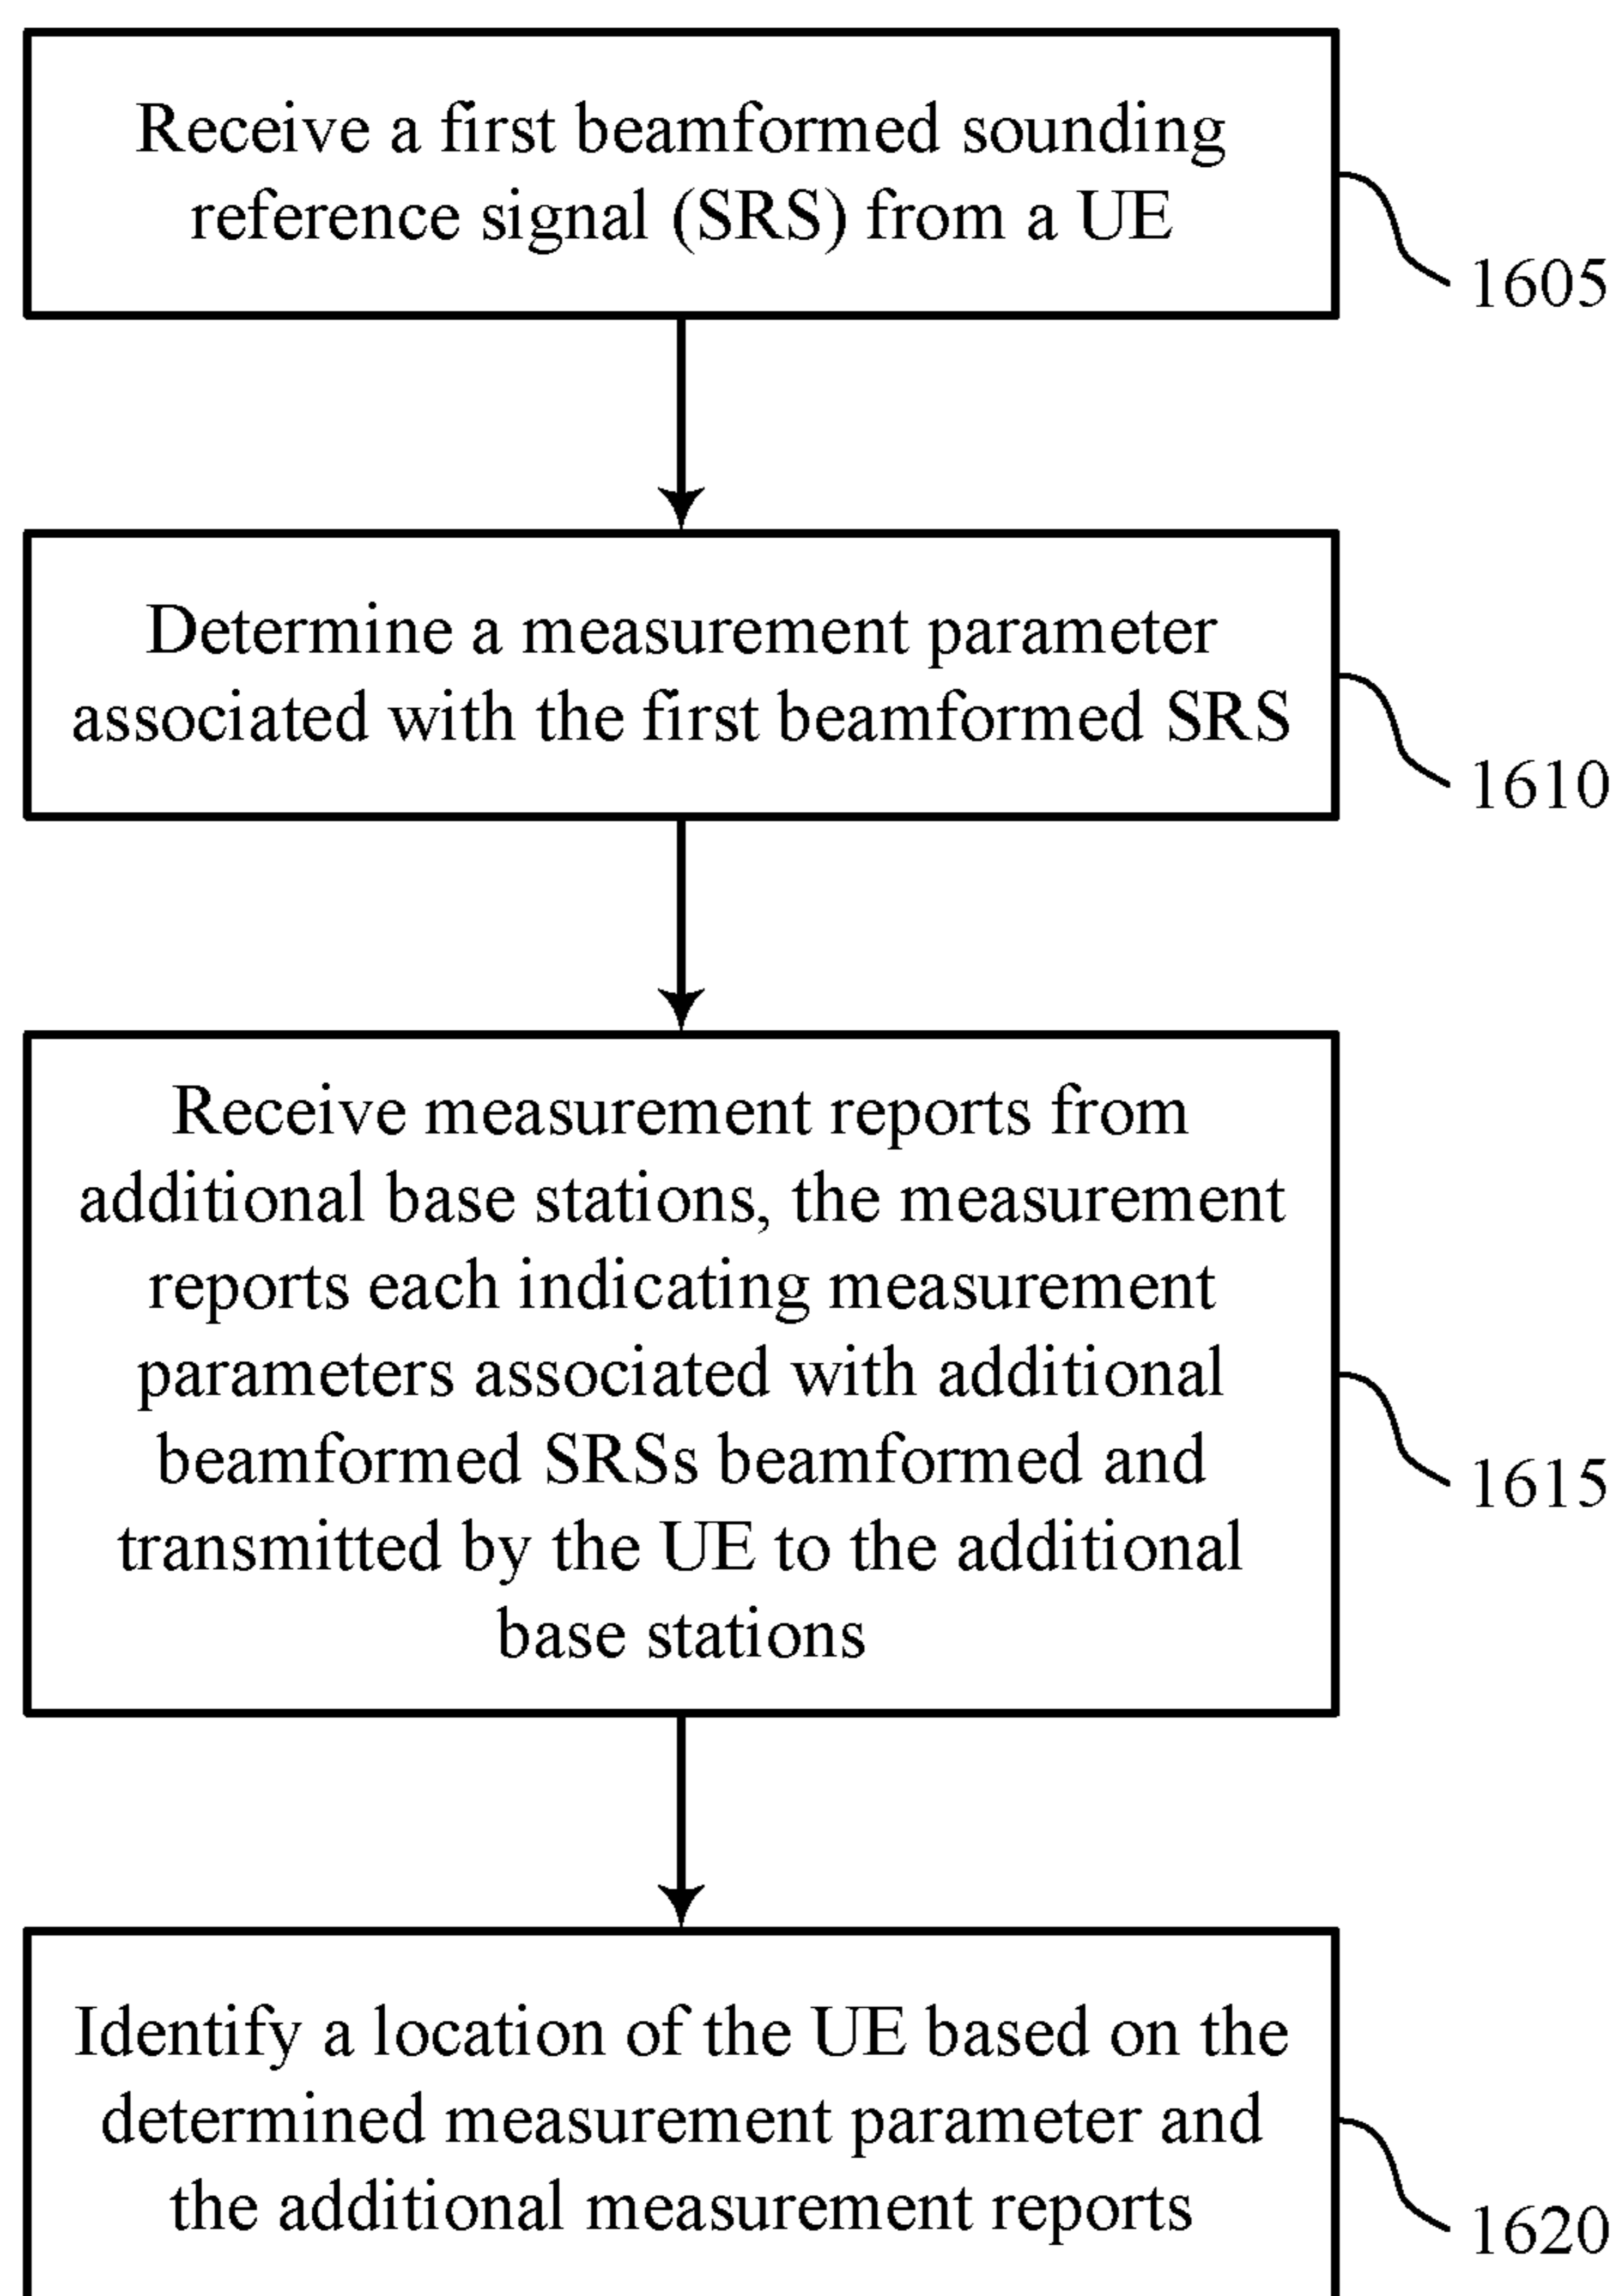 Receive a first beamformed sounding
reference signal (SRS) from a UE
1605
Determine a measurement parameter
associated with the first beamformed SRS
1610
Receive measurement reports from
additional base stations, the measurement
reports each indicating measurement
parameters associated with additional
beamformed SRSs beamformed and
transmitted by the UE to the additional
base stations
1615
Identify a location of the UE based on the
determined measurement parameter and
the additional measurement reports
1620